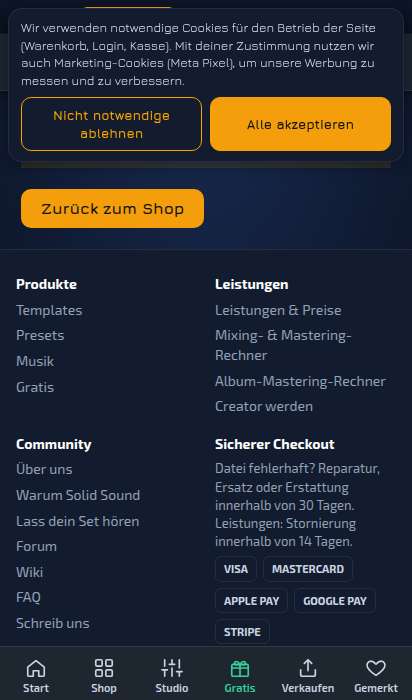 Wir verwenden notwendige Cookies für den Betrieb der Seite
(Warenkorb, Login, Kasse). Mit deiner Zustimmung nutzen wir
auch Marketing-Cookies (Meta Pixel), um unsere Werbung zu
messen und zu verbessern.
Nicht notwendige
ablehnen
Alle akzeptieren
Zurück zum Shop
Produkte
Templates
Presets
Musik
Gratis
Leistungen
Leistungen & Preise
Mixing- & Mastering-
Rechner
Album-Mastering-Rechner
Creator werden
Community
Über uns
Warum Solid Sound
Lass dein Set hören
Forum
Wiki
FAQ
Schreib uns
Sicherer Checkout
Datei fehlerhaft? Reparatur,
Ersatz oder Erstattung
innerhalb von 30 Tagen.
Leistungen: Stornierung
innerhalb von 14 Tagen.
VISA
MASTERCARD
APPLE PAY
GOOGLE PAY
STRIPE
Start
Shop
Studio
Gratis
Verkaufen
Gemerkt